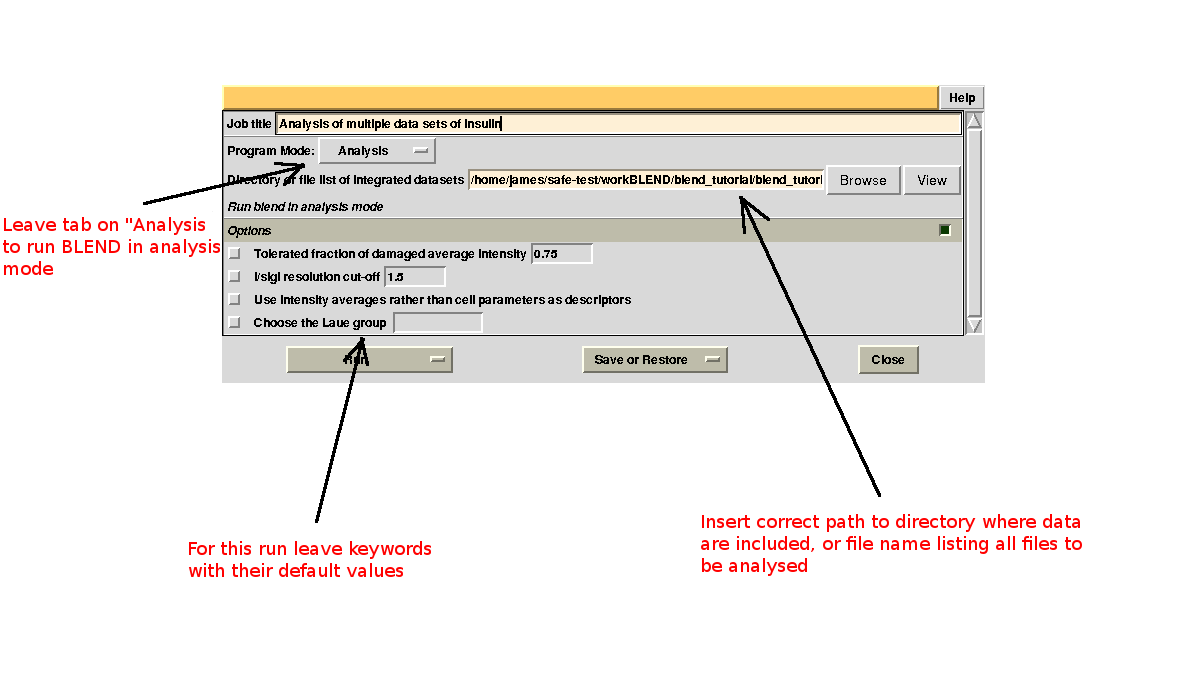 Help
Job title Analysis of multiple data sets of insulin
Program Mode: Analysis
Directory or file list of integrated datasets /home/james/safe-test/workBLEND/blend_tutorial/blend_tutori Browse View
Run blend in analysis mode
Options
Tolerated fraction of damaged average intensity 0.75
I/sigI resolution cut-off 1.5
Use intensity averages rather than cell parameters as descriptors
Choose the Laue group
Run Save or Restore Close
Leave tab on "Analysis
to run BLEND in analysis
mode
For this run leave keywords
with their default values
Insert correct path to directory where data
are included, or file name listing all files to
be analysed